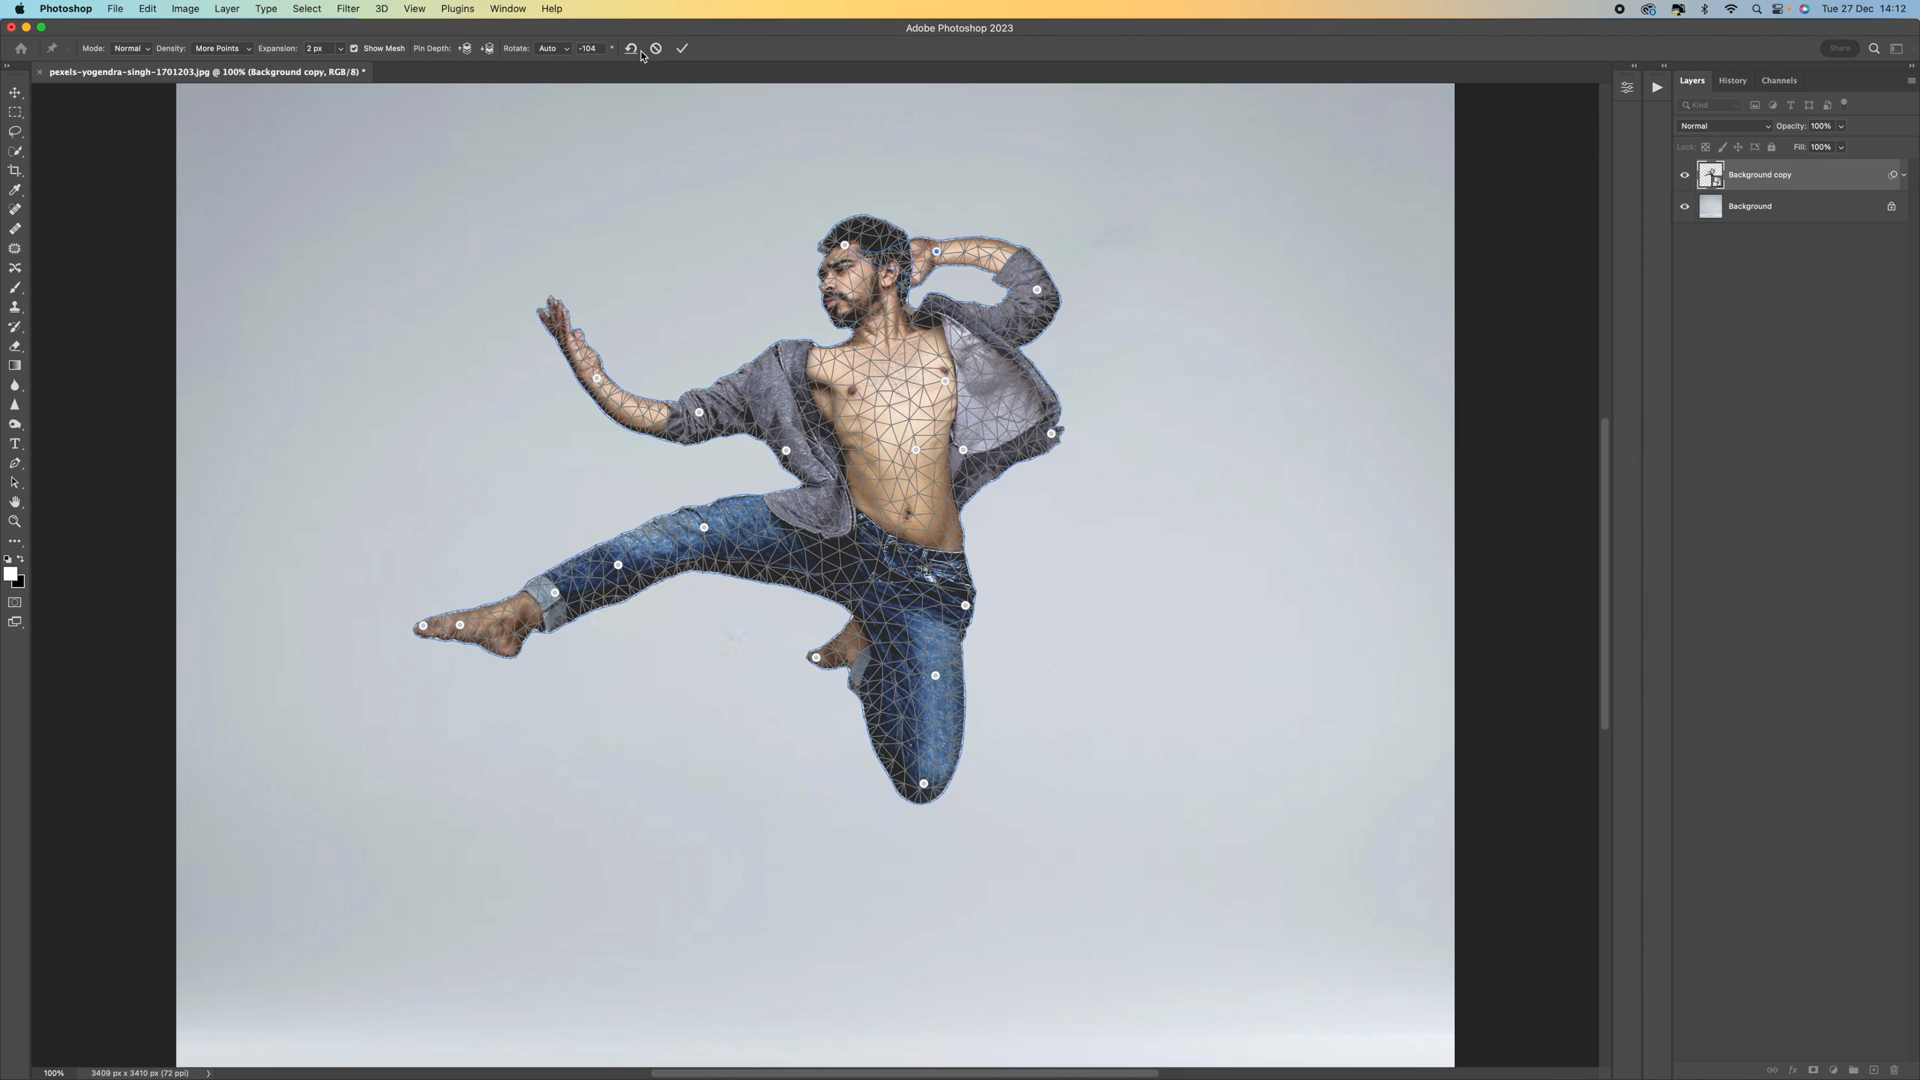 Photoshop File Edit Image Layer Type Select Filter 3D View Plugins Window Help Tue 27 Dec 14:12
Adobe Photoshop 2023
Mode: Normal Density: More Points Expansion: 2 px Show Mesh Pin Depth: Rotate: Auto -104 ° Share
pexels-yogendra-singh-1701203.jpg @ 100% (Background copy, RGB/8) *
Layers History Channels
Kind
Normal Opacity: 100%
Lock: Fill: 100%
Background copy
Background
100% 3409 px x 3410 px (72 ppi)